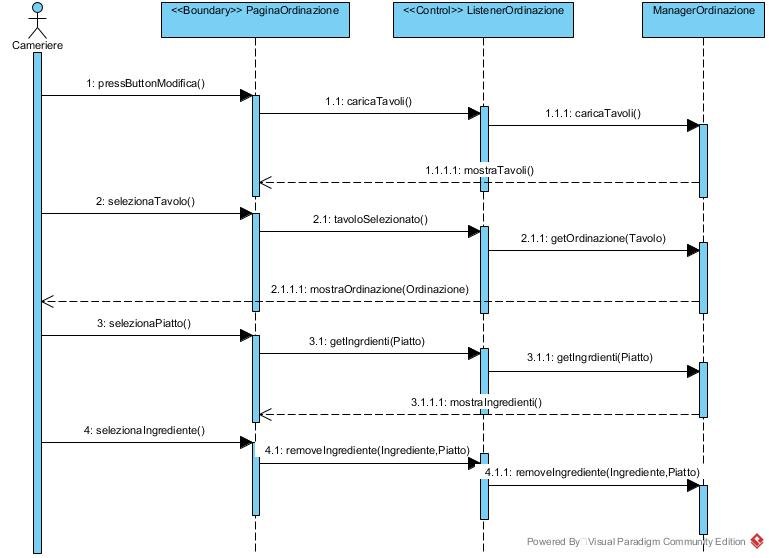 <<Boundary>> PaginaOrdinazione
<<Control>> ListenerOrdinazione
ManagerOrdinazione
Cameriere
1: pressButtonModifica()
1.1: caricaTavoli()
1.1.1: caricaTavoli()
1.1.1.1: mostraTavoli()
2: selezionaTavolo()
2.1: tavoloSelezionato()
2.1.1: getOrdinazione(Tavolo)
2.1.1.1: mostraOrdinazione(Ordinazione)
3: selezionaPiatto()
3.1: getIngrdienti(Piatto)
3.1.1: getIngrdienti(Piatto)
3.1.1.1: mostraIngredienti()
4: selezionaIngrediente()
4.1: removeIngrediente(Ingrediente,Piatto)
4.1.1: removeIngrediente(Ingrediente,Piatto)
Powered By Visual Paradigm Community Edition